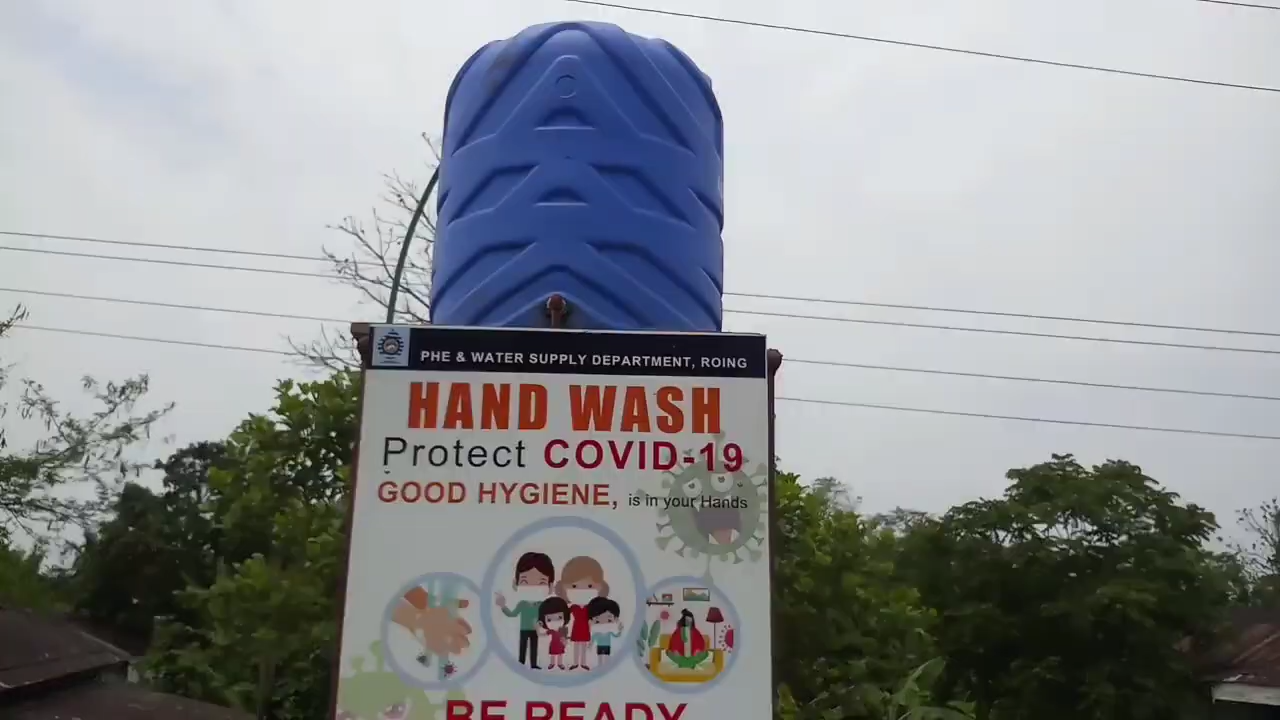 PHE & WATER SUPPLY DEPARTMENT, ROING
HAND WASH
Protect COVID-19
GOOD HYGIENE, is in your Hands
BE READY